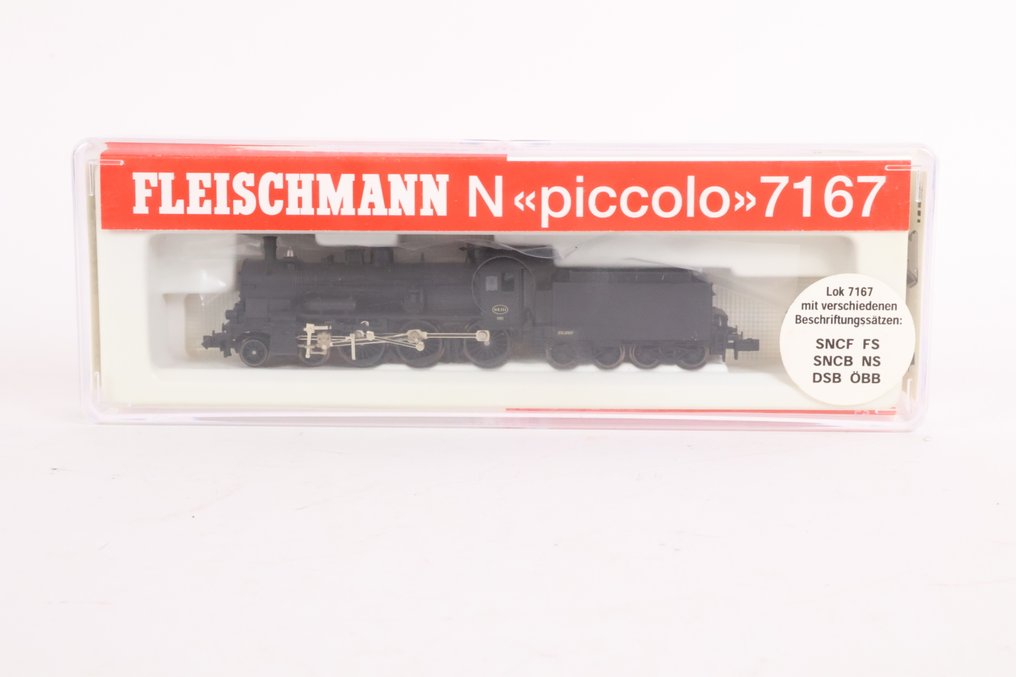 FLEISCHMANN N «piccolo» 7167
Lok 7167
mit verschiedenen
Beschriftungssätzen:
SNCF FS
SNCB NS
DSB ÖBB